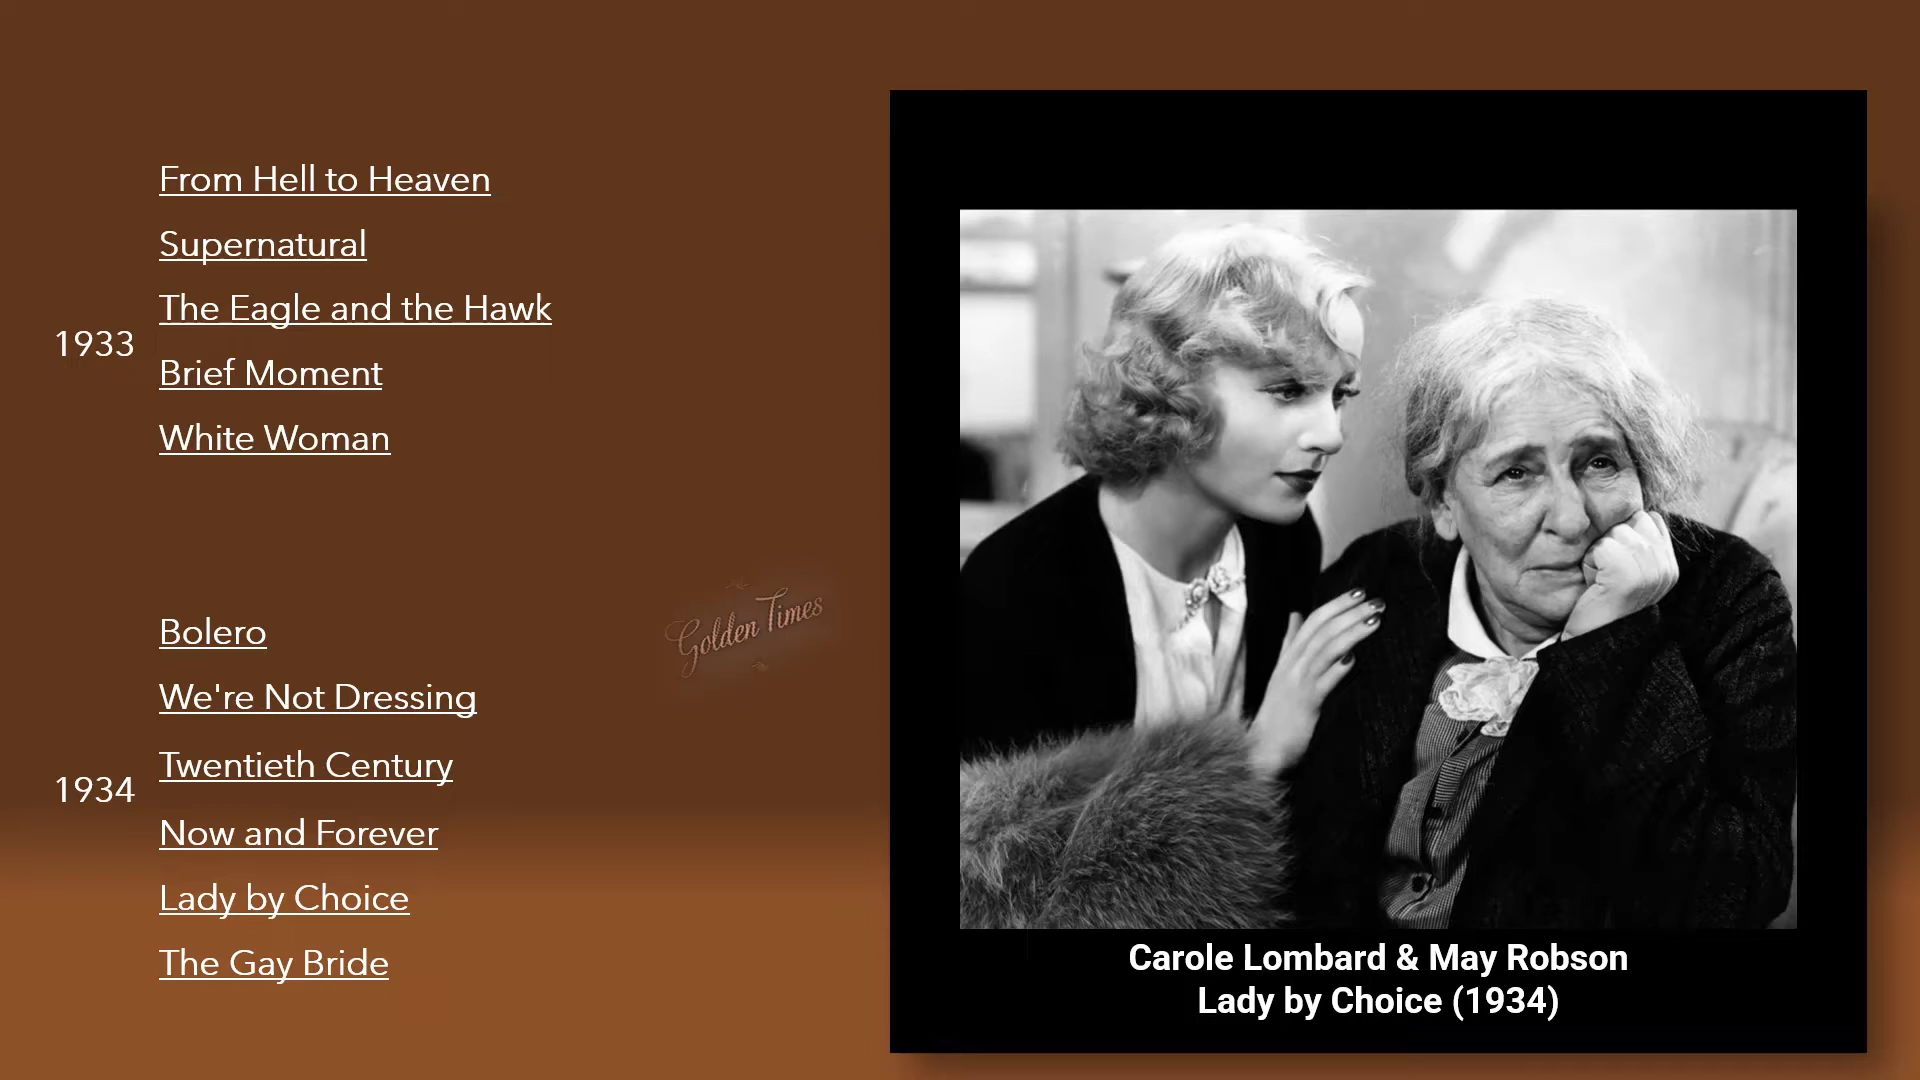 From Hell to Heaven
Supernatural
The Eagle and the Hawk
1933
Brief Moment
White Woman
Bolero
We're Not Dressing
Twentieth Century
1934
Now and Forever
Lady by Choice
The Gay Bride
Golden Times
Carole Lombard & May Robson
Lady by Choice (1934)